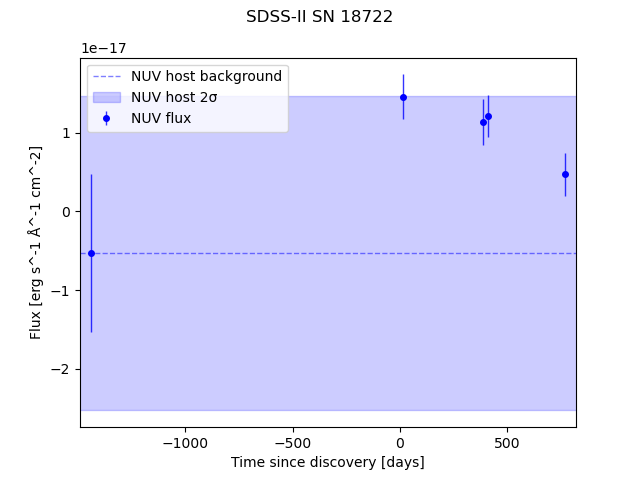 SDSS-II SN 18722
1e−17
NUV host background
NUV host 2σ
NUV flux
1
0
−1
−2
Flux [erg s^-1 Å^-1 cm^-2]
−1000
−500
0
500
Time since discovery [days]